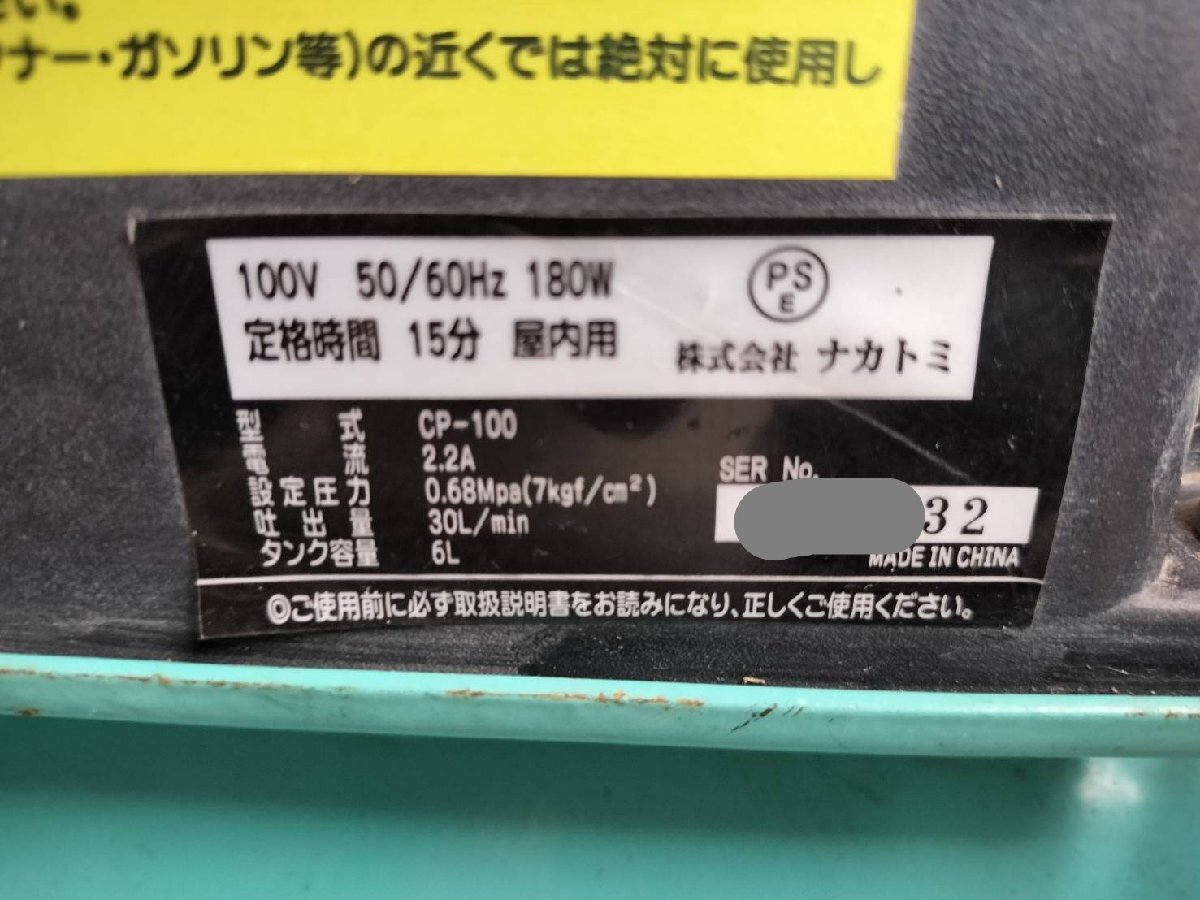 さい。
ナー・ガソリン等)の近くでは絶対に使用し
100V 50/60Hz 180W
定格時間 15分 屋内用
PS
E
株式会社 ナカトミ
型式 CP-100
電流 2.2A
設定圧力 0.68Mpa(7kgf/cm²)
吐出量 30L/min
タンク容量 6L
SER No.
32
MADE IN CHINA
◎ご使用前に必ず取扱説明書をお読みになり、正しくご使用ください。